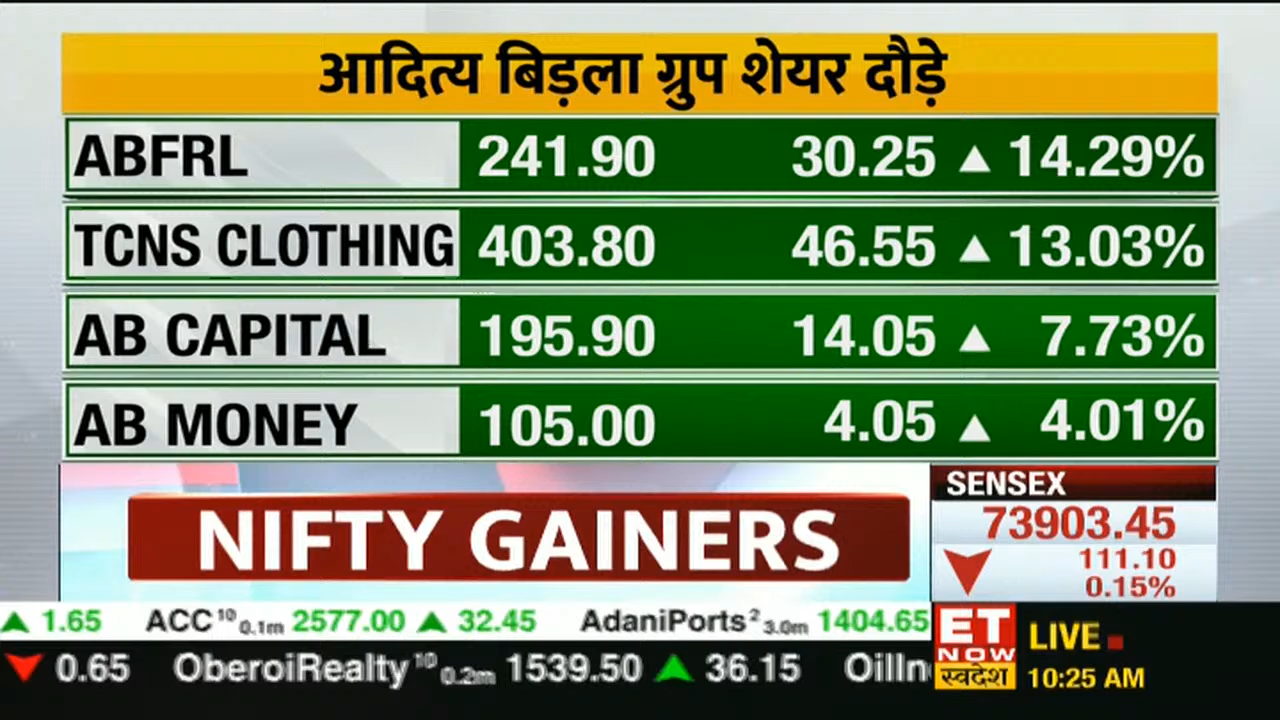 आदित्य बिड़ला ग्रुप शेयर दौड़े
ABFRL 241.90 30.25 ▲ 14.29%
TCNS CLOTHING 403.80 46.55 ▲ 13.03%
AB CAPITAL 195.90 14.05 ▲ 7.73%
AB MONEY 105.00 4.05 ▲ 4.01%
NIFTY GAINERS
SENSEX
73903.45
▼ 111.10
0.15%
▲ 1.65 ACC 10 0.1m 2577.00 ▲ 32.45 AdaniPorts 2 3.0m 1404.65
▼ 0.65 OberoiRealty 10 0.2m 1539.50 ▲ 36.15 OilIn
ET
NOW
स्वदेश
LIVE
10:25 AM